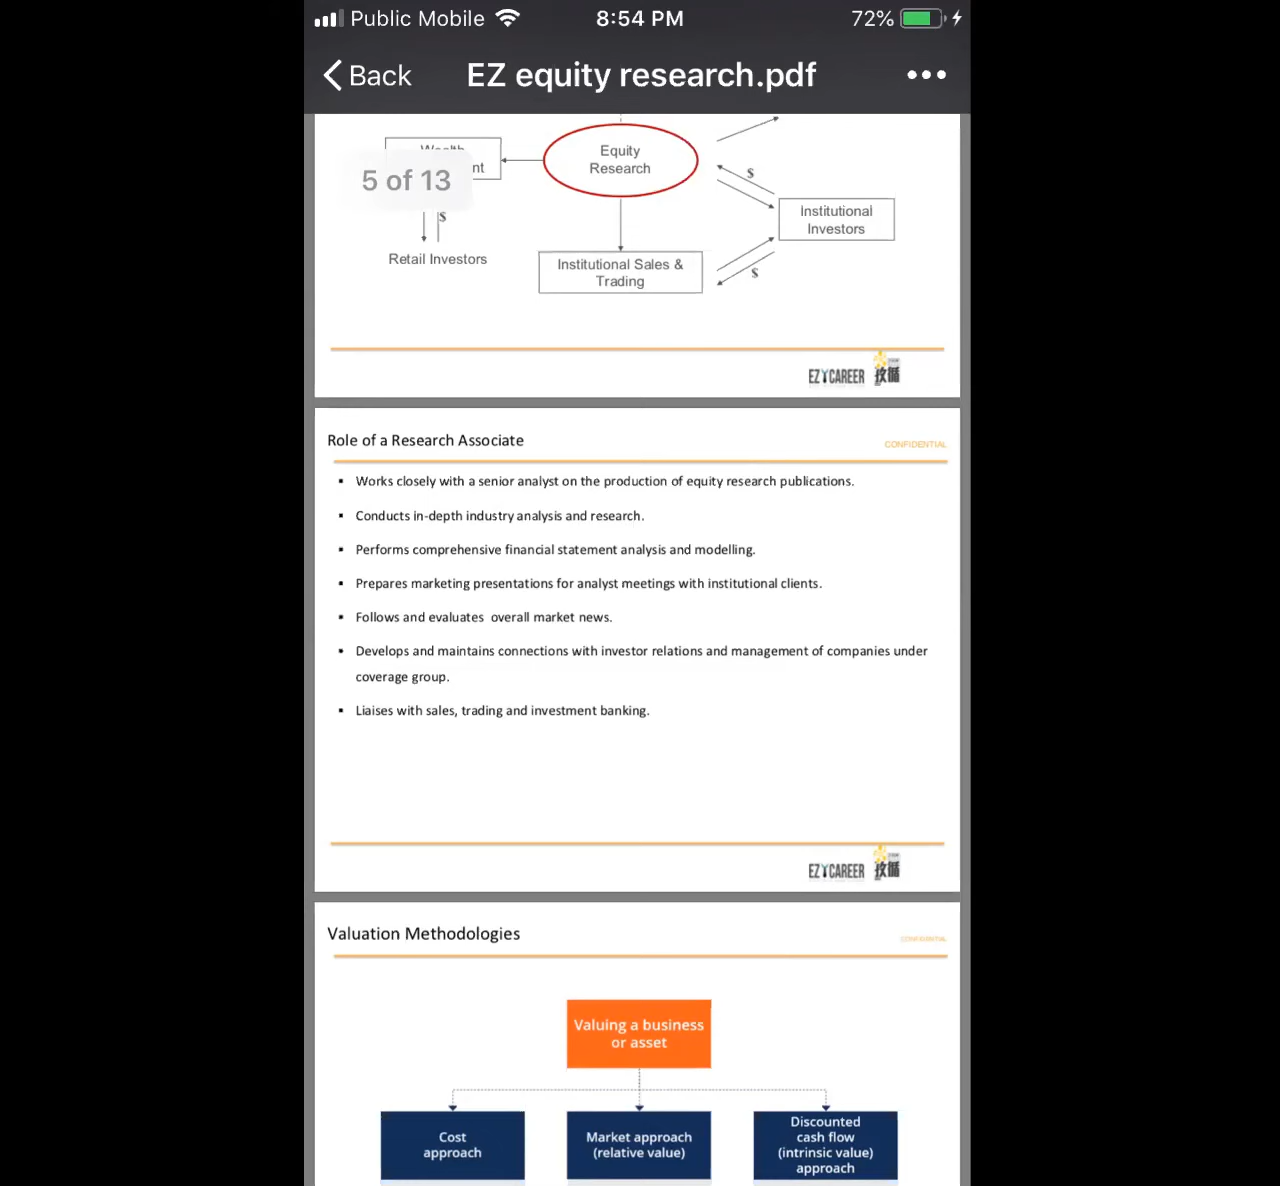 Public Mobile
8:54 PM
72%
Back
EZ equity research.pdf
5 of 13
Equity
Research
$
Institutional
Investors
$
Retail Investors
Institutional Sales &
Trading
$
EZYCAREER
Role of a Research Associate
CONFIDENTIAL
▪ Works closely with a senior analyst on the production of equity research publications.
▪ Conducts in-depth industry analysis and research.
▪ Performs comprehensive financial statement analysis and modelling.
▪ Prepares marketing presentations for analyst meetings with institutional clients.
▪ Follows and evaluates overall market news.
▪ Develops and maintains connections with investor relations and management of companies under
coverage group.
▪ Liaises with sales, trading and investment banking.
EZYCAREER
Valuation Methodologies
CONFIDENTIAL
Valuing a business
or asset
Cost
approach
Market approach
(relative value)
Discounted
cash flow
(intrinsic value)
approach